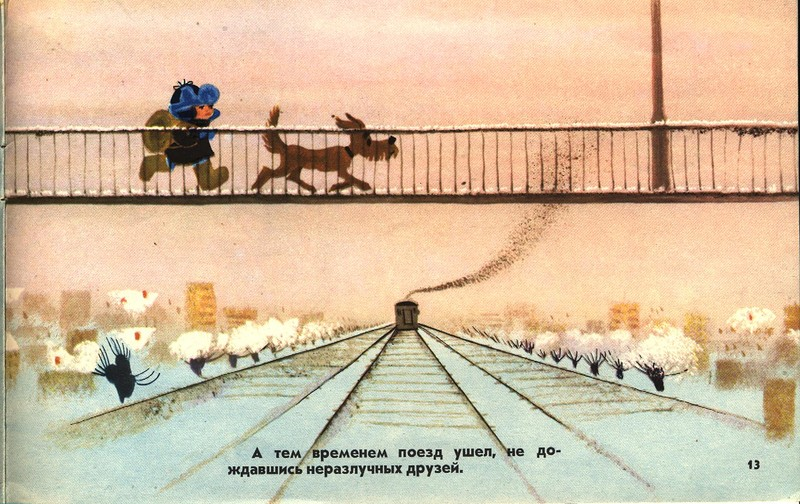 А тем временем поезд ушел, не до-
ждавшись неразлучных друзей.
13